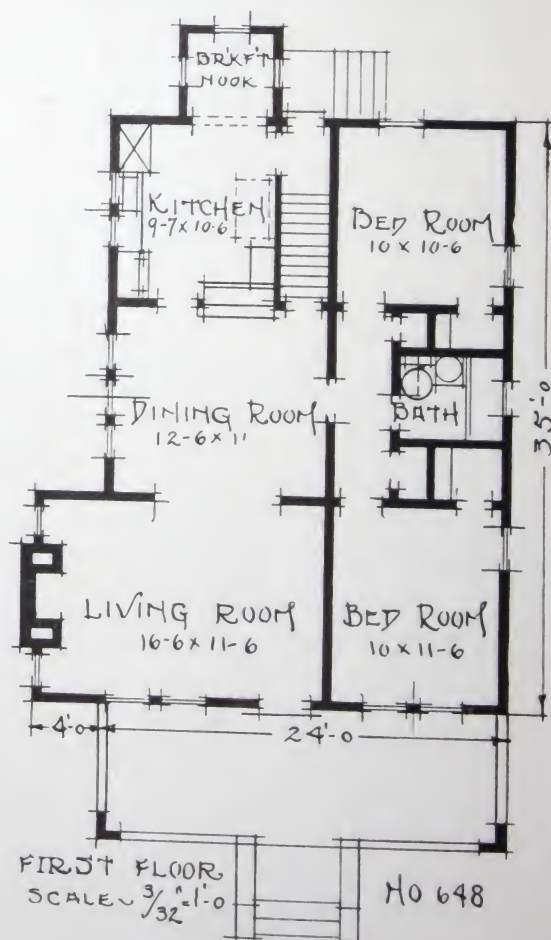 BR'KF'T
NOOK
KITCHEN
9-7 x 10-6
BED ROOM
10 x 10-6
DINING ROOM
12-6 x 11'
BATH
35'-0
LIVING ROOM
16-6 x 11-6
BED ROOM
10 x 11-6
4'-0
24'-0
FIRST FLOOR
SCALE ~ 3/32" = 1'-0
NO 648